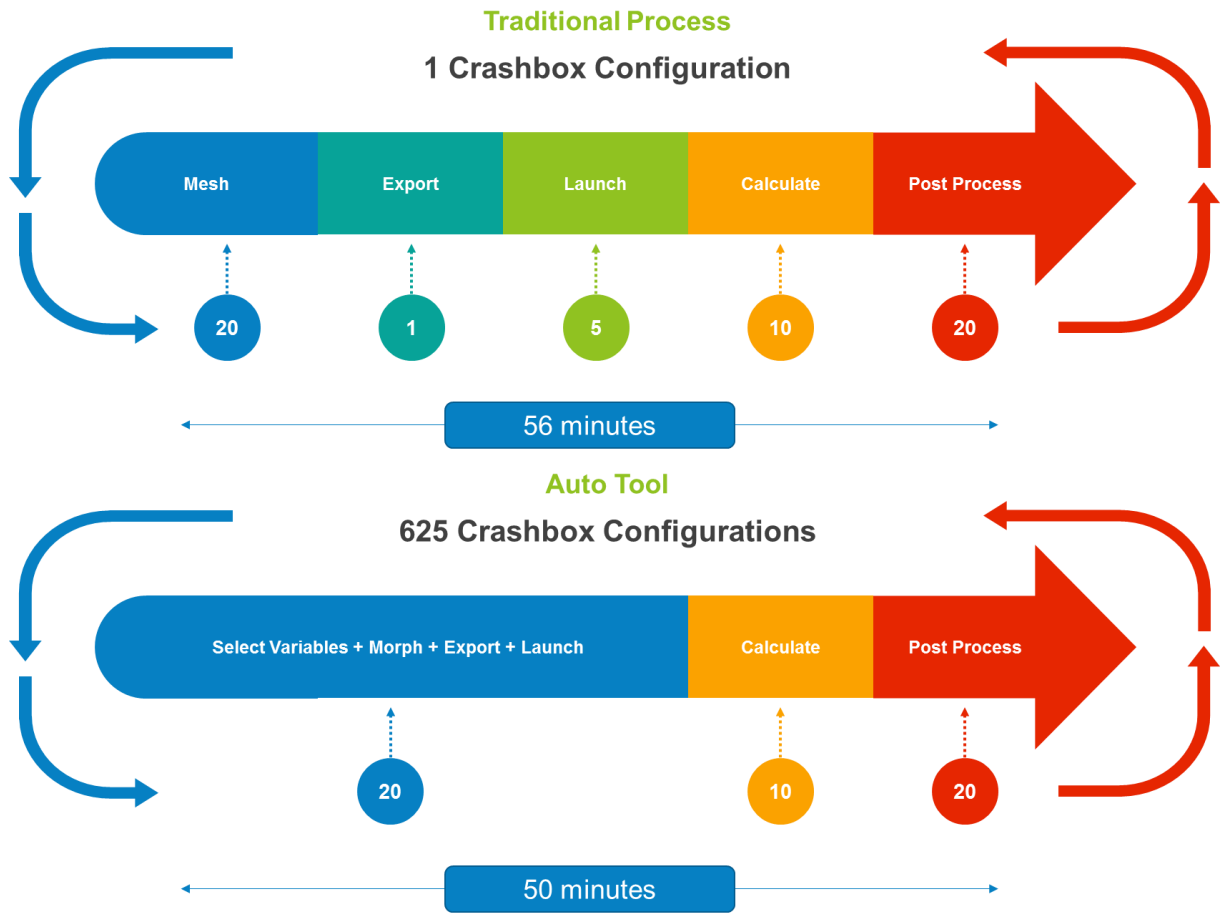 Traditional Process
1 Crashbox Configuration
Mesh
Export
Launch
Calculate
Post Process
20
1
5
10
20
56 minutes
Auto Tool
625 Crashbox Configurations
Select Variables + Morph + Export + Launch
Calculate
Post Process
20
10
20
50 minutes